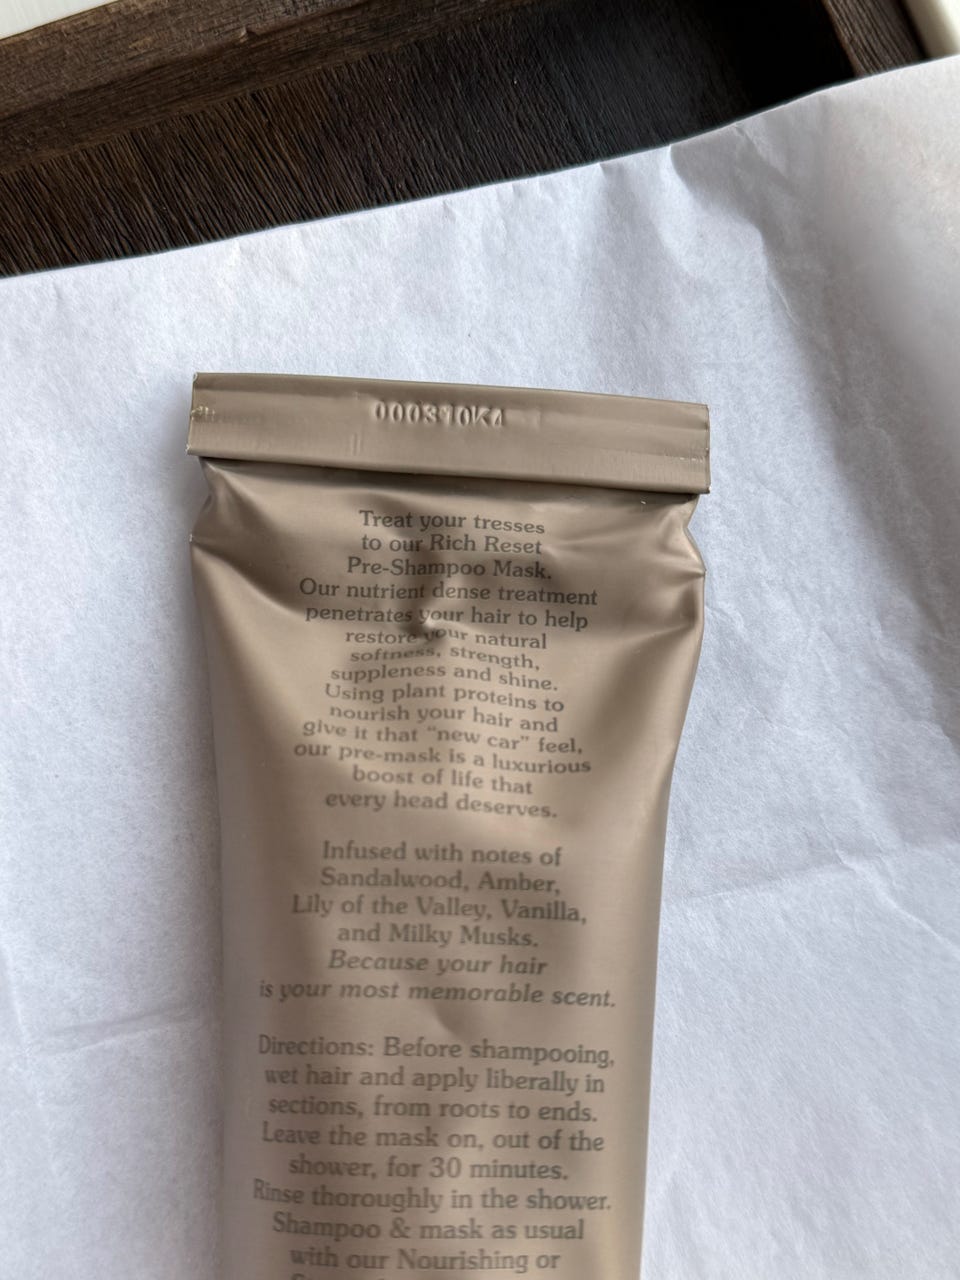 Treat your tresses
to our Rich Reset
Pre-Shampoo Mask.
Our nutrient dense treatment
penetrates your hair to help
restore your natural
softness, strength,
suppleness and shine.
Using plant proteins to
nourish your hair and
give it that “new car” feel,
our pre-mask is a luxurious
boost of life that
every head deserves.
Infused with notes of
Sandalwood, Amber,
Lily of the Valley, Vanilla,
and Milky Musks.
Because your hair
is your most memorable scent.
Directions: Before shampooing,
wet hair and apply liberally in
sections, from roots to ends.
Leave the mask on, out of the
shower, for 30 minutes.
Rinse thoroughly in the shower.
Shampoo & mask as usual
with our Nourishing or